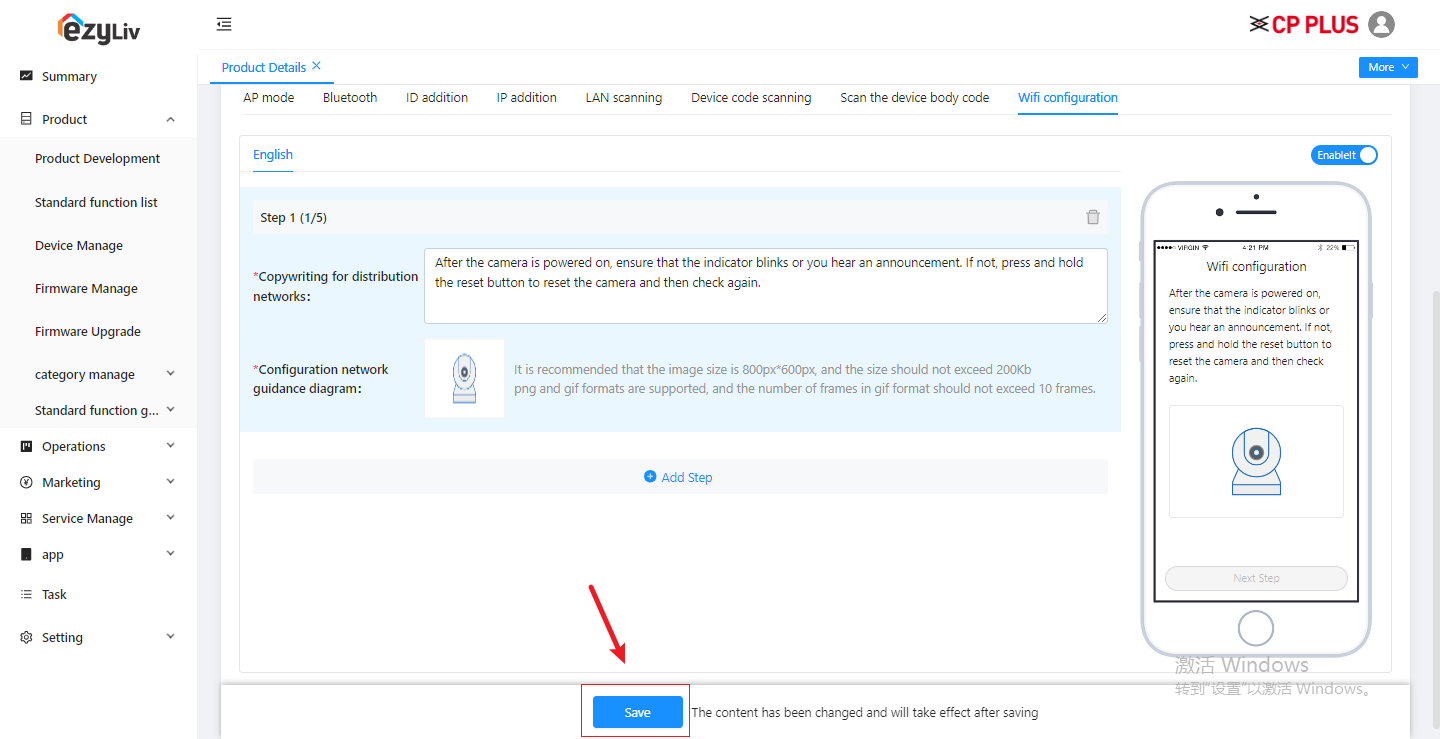 ezyLiv
CP PLUS
Summary
Product
Product Development
Standard function list
Device Manage
Firmware Manage
Firmware Upgrade
category manage
Standard function g...
Operations
Marketing
Service Manage
app
Task
Setting
Product Details
More
AP mode Bluetooth ID addition IP addition LAN scanning Device code scanning Scan the device body code Wifi configuration
English
EnableIt
Step 1 (1/5)
*Copywriting for distribution
networks:
After the camera is powered on, ensure that the indicator blinks or you hear an announcement. If not, press and hold
the reset button to reset the camera and then check again.
*Configuration network
guidance diagram:
It is recommended that the image size is 800px*600px, and the size should not exceed 200Kb
png and gif formats are supported, and the number of frames in gif format should not exceed 10 frames.
Add Step
VIRGIN 4:21 PM 22%
Wifi configuration
After the camera is powered on,
ensure that the indicator blinks or
you hear an announcement. If not,
press and hold the reset button to
reset the camera and then check
again.
Next Step
激活 Windows
转到"设置"以激活 Windows。
Save
The content has been changed and will take effect after saving